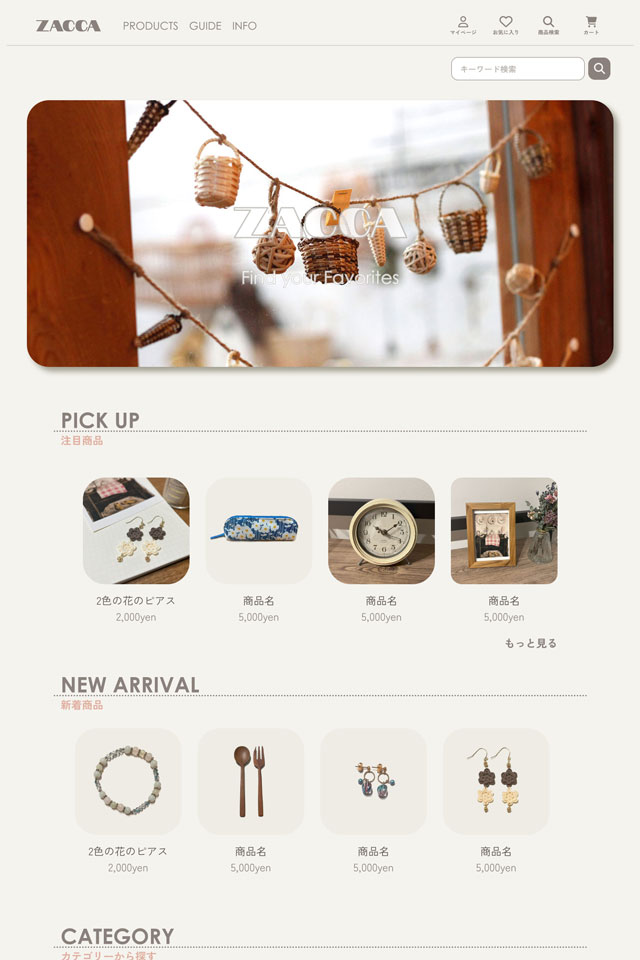 ZACCA PRODUCTS GUIDE INFO
マイページ お気に入り 商品検索 カート
キーワード検索
ZACCA
Find your Favorites
PICK UP
注目商品
2色の花のピアス 商品名 商品名 商品名
2,000yen 5,000yen 5,000yen 5,000yen
もっと見る
NEW ARRIVAL
新着商品
2色の花のピアス 商品名 商品名 商品名
2,000yen 5,000yen 5,000yen 5,000yen
CATEGORY
カテゴリーから探す